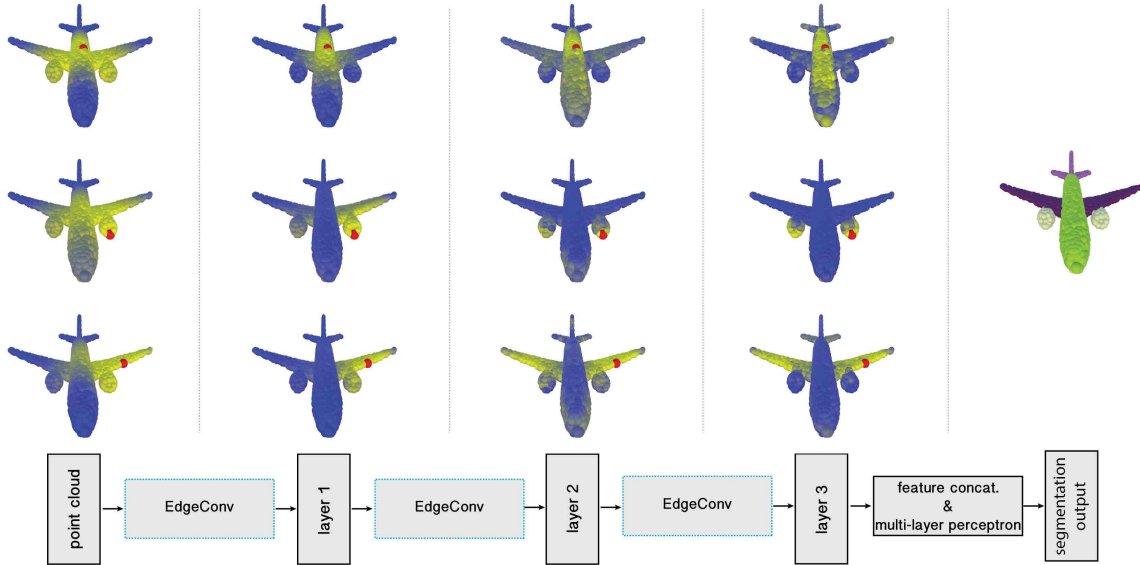 point cloud
EdgeConv
layer 1
EdgeConv
layer 2
EdgeConv
layer 3
feature concat.
&
multi-layer perceptron
segmentation
output